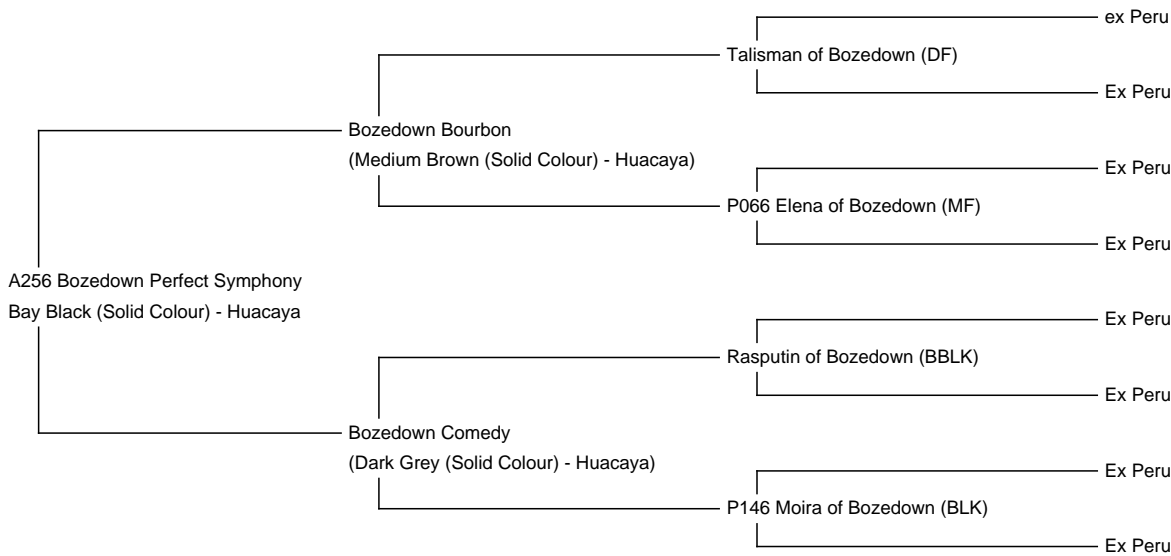 ex Peru
Talisman of Bozedown (DF)
Ex Peru
Bozedown Bourbon
(Medium Brown (Solid Colour) - Huacaya)
Ex Peru
P066 Elena of Bozedown (MF)
Ex Peru
A256 Bozedown Perfect Symphony
Bay Black (Solid Colour) - Huacaya
Ex Peru
Rasputin of Bozedown (BBLK)
Ex Peru
Bozedown Comedy
(Dark Grey (Solid Colour) - Huacaya)
Ex Peru
P146 Moira of Bozedown (BLK)
Ex Peru